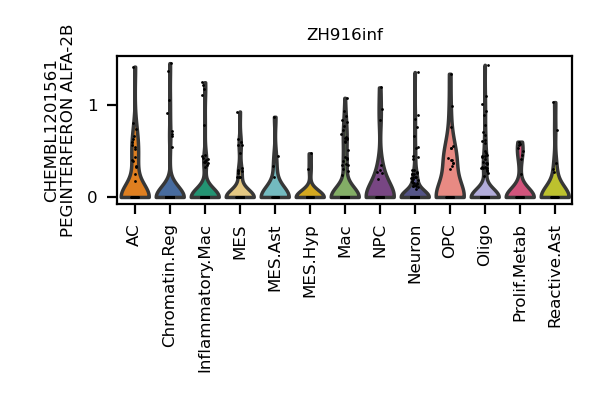 ZH916inf
CHEMBL1201561
PEGINTERFERON ALFA-2B
1
0
AC
Chromatin.Reg
Inflammatory.Mac
MES
MES.Ast
MES.Hyp
Mac
NPC
Neuron
OPC
Oligo
Prolif.Metab
Reactive.Ast